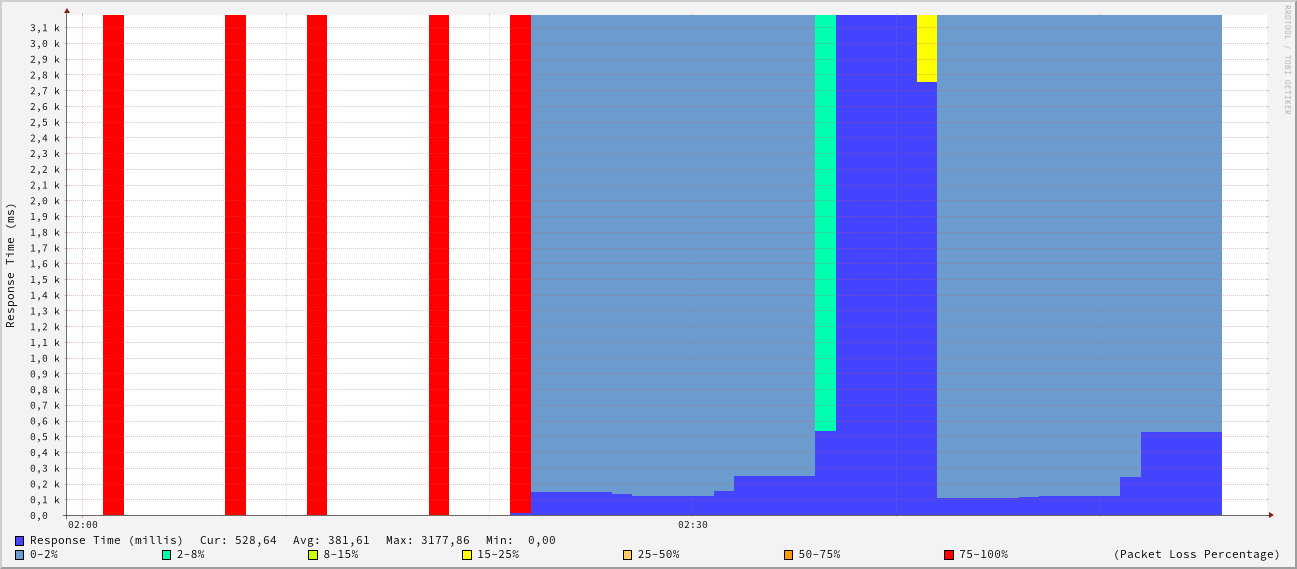 RRDTOOL / TOBI OETIKER
Response Time (ms)
3,1 k
3,0 k
2,9 k
2,8 k
2,7 k
2,6 k
2,5 k
2,4 k
2,3 k
2,2 k
2,1 k
2,0 k
1,9 k
1,8 k
1,7 k
1,6 k
1,5 k
1,4 k
1,3 k
1,2 k
1,1 k
1,0 k
0,9 k
0,8 k
0,7 k
0,6 k
0,5 k
0,4 k
0,3 k
0,2 k
0,1 k
0,0
02:00 02:30
Response Time (millis) Cur: 528,64 Avg: 381,61 Max: 3177,86 Min: 0,00
0-2% 2-8% 8-15% 15-25% 25-50% 50-75% 75-100% (Packet Loss Percentage)